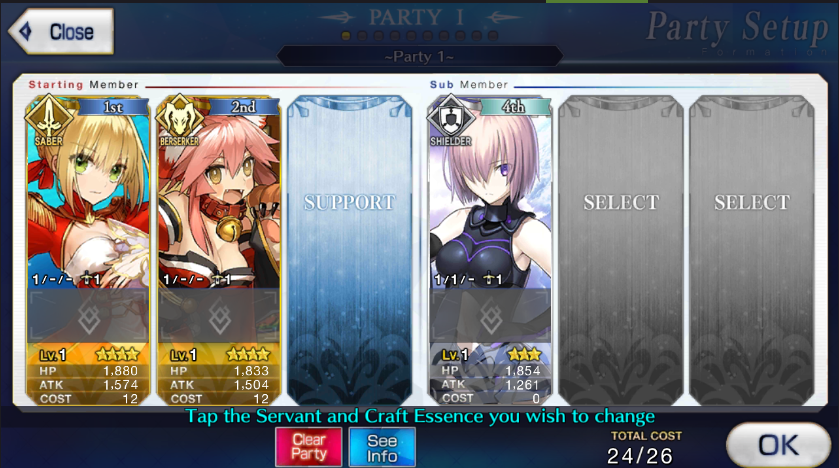 Close
PARTY I
Party Setup
Formation
~Party 1~
Starting Member
Sub Member
1st
SABER
2nd
BERSERKER
4th
SHIELDER
SUPPORT
SELECT
SELECT
1/-/- 1
1/-/- 1
1/1/- 1
Lv.1
HP 1,880
ATK 1,574
COST 12
Lv.1
HP 1,833
ATK 1,504
COST 12
Lv.1
HP 1,854
ATK 1,261
COST 0
Tap the Servant and Craft Essence you wish to change
Clear
Party
See
Info
TOTAL COST
24/26
OK